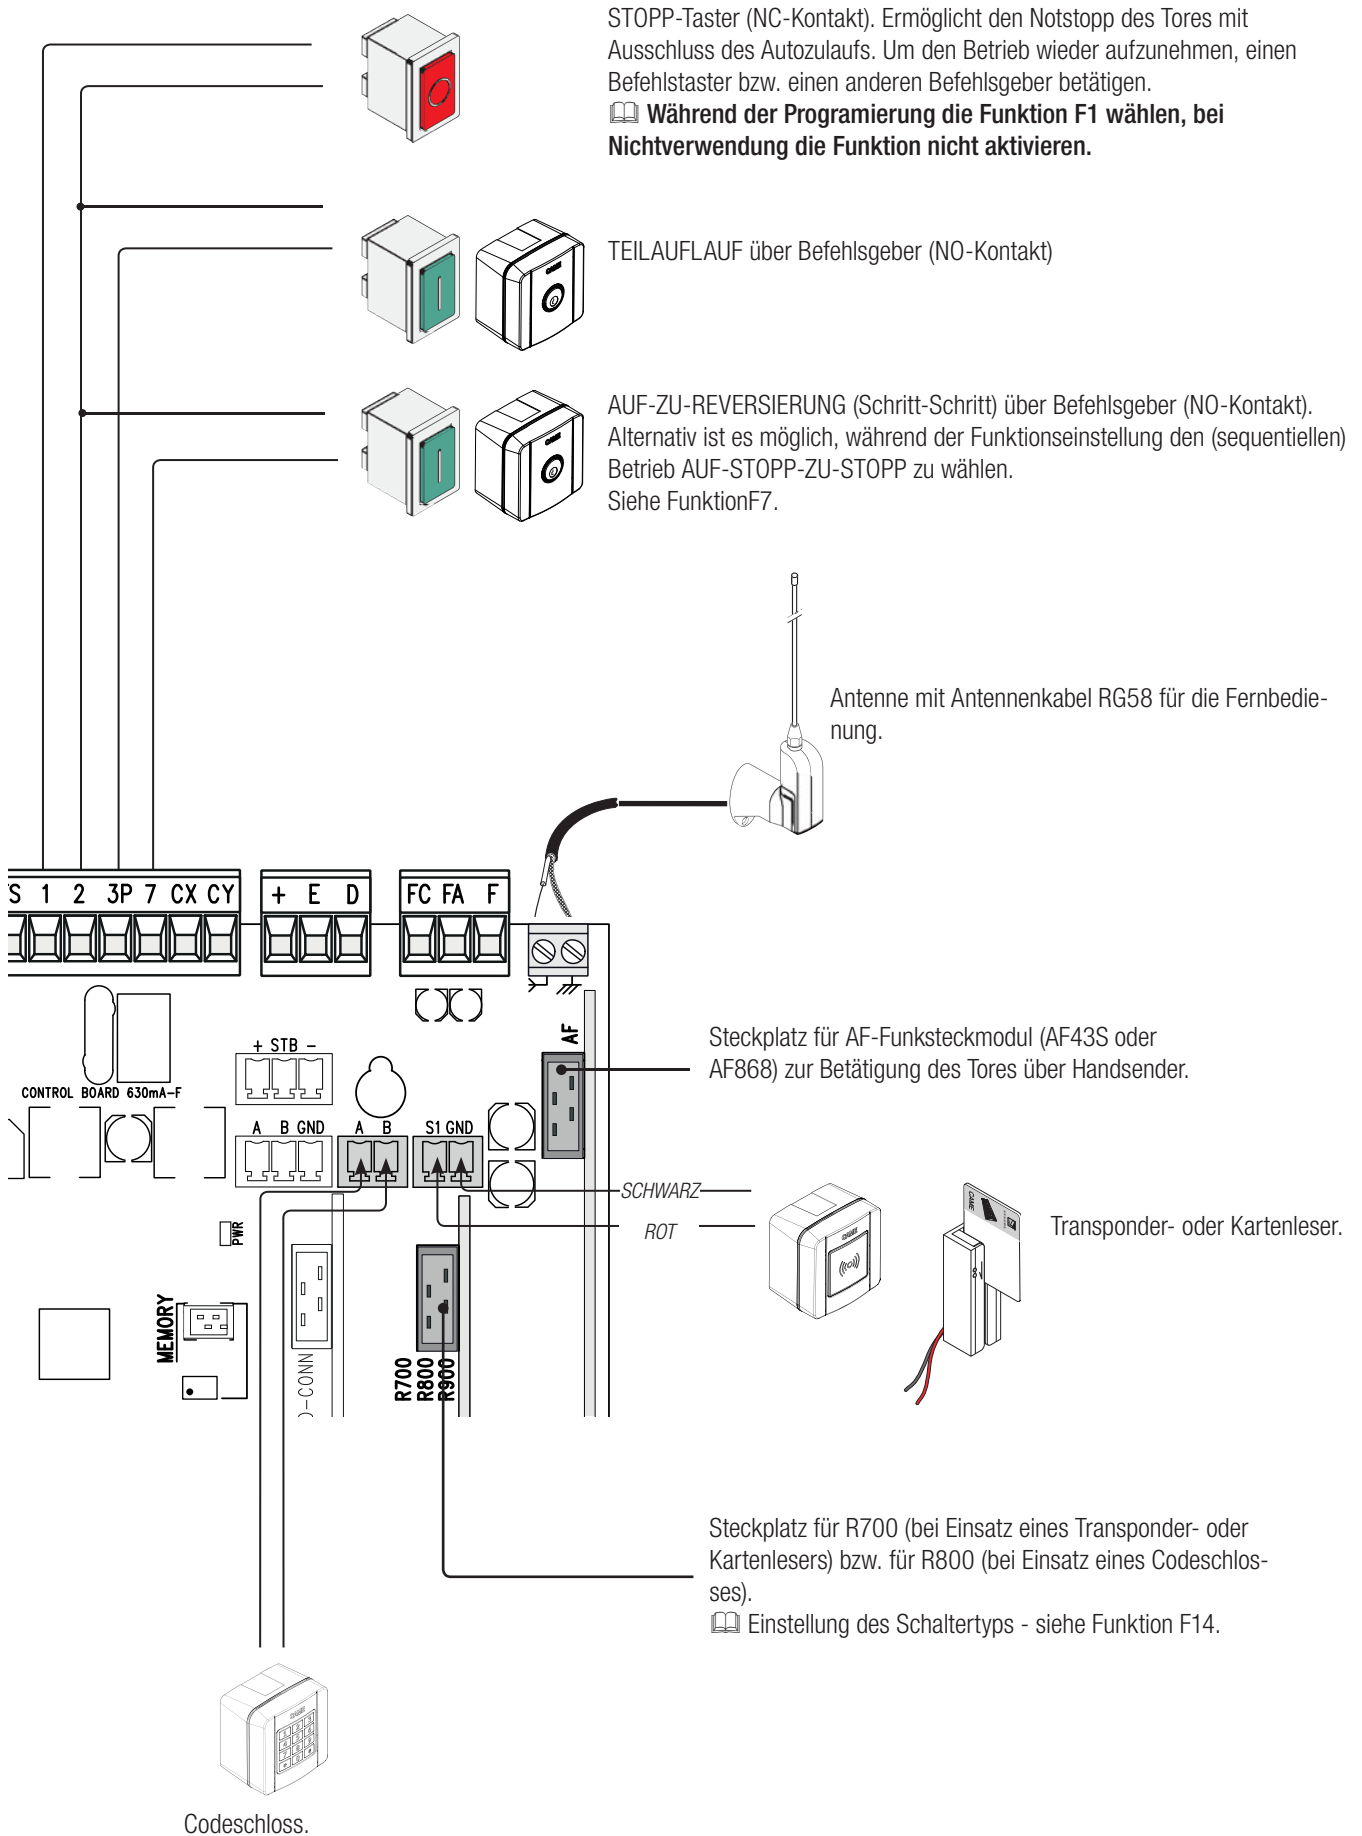 STOPP-Taster (NC-Kontakt). Ermöglicht den Notstopp des Tores mit
Ausschluss des Autozulaufs. Um den Betrieb wieder aufzunehmen, einen
Befehlstaster bzw. einen anderen Befehlsgeber betätigen.
Während der Programierung die Funktion F1 wählen, bei
Nichtverwendung die Funktion nicht aktivieren.
TEILAUFLAUF über Befehlsgeber (NO-Kontakt)
AUF-ZU-REVERSIERUNG (Schritt-Schritt) über Befehlsgeber (NO-Kontakt).
Alternativ ist es möglich, während der Funktionseinstellung den (sequentiellen)
Betrieb AUF-STOPP-ZU-STOPP zu wählen.
Siehe FunktionF7.
Antenne mit Antennenkabel RG58 für die Fernbedie-
nung.
S 1 2 3P 7 CX CY + E D FC FA F
AF
Steckplatz für AF-Funksteckmodul (AF43S oder
AF868) zur Betätigung des Tores über Handsender.
+ STB -
CONTROL BOARD 630mA-F
A B GND A B S1 GND
SCHWARZ
ROT
CAME
CAME
Transponder- oder Kartenleser.
PWR
MEMORY
O-CONN
R700
R800
R900
Steckplatz für R700 (bei Einsatz eines Transponder- oder
Kartenlesers) bzw. für R800 (bei Einsatz eines Codeschlos-
ses).
Einstellung des Schaltertyps - siehe Funktion F14.
Codeschloss.